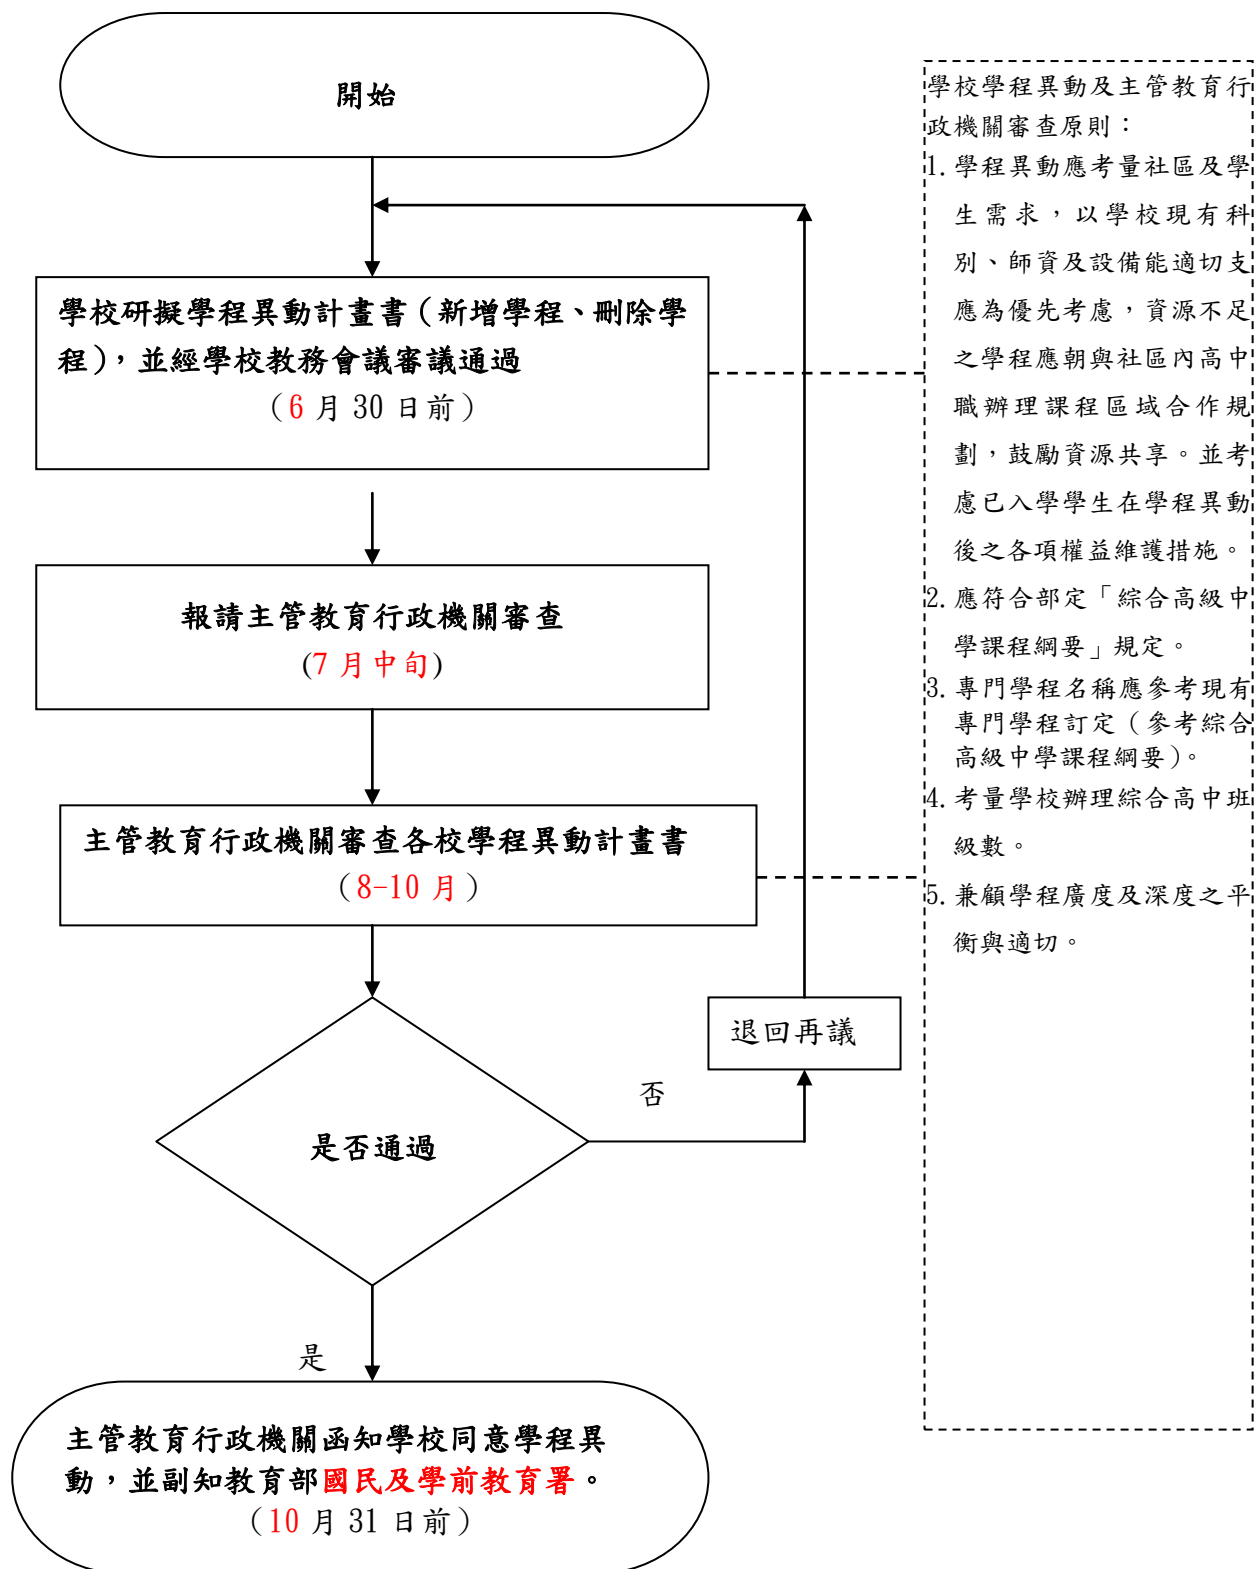 開始
學校研擬學程異動計畫書（新增學程、刪除學
程），並經學校教務會議審議通過
（6 月 30 日前）
報請主管教育行政機關審查
(7 月中旬)
主管教育行政機關審查各校學程異動計畫書
（8-10 月）
是否通過
否
退回再議
是
主管教育行政機關函知學校同意學程異
動，並副知教育部國民及學前教育署。
（10 月 31 日前）
學校學程異動及主管教育行
政機關審查原則：
1. 學程異動應考量社區及學
生需求，以學校現有科
別、師資及設備能適切支
應為優先考慮，資源不足
之學程應朝與社區內高中
職辦理課程區域合作規
劃，鼓勵資源共享。並考
慮已入學學生在學程異動
後之各項權益維護措施。
2. 應符合部定「綜合高級中
學課程綱要」規定。
3. 專門學程名稱應參考現有
專門學程訂定（參考綜合
高級中學課程綱要）。
4. 考量學校辦理綜合高中班
級數。
5. 兼顧學程廣度及深度之平
衡與適切。